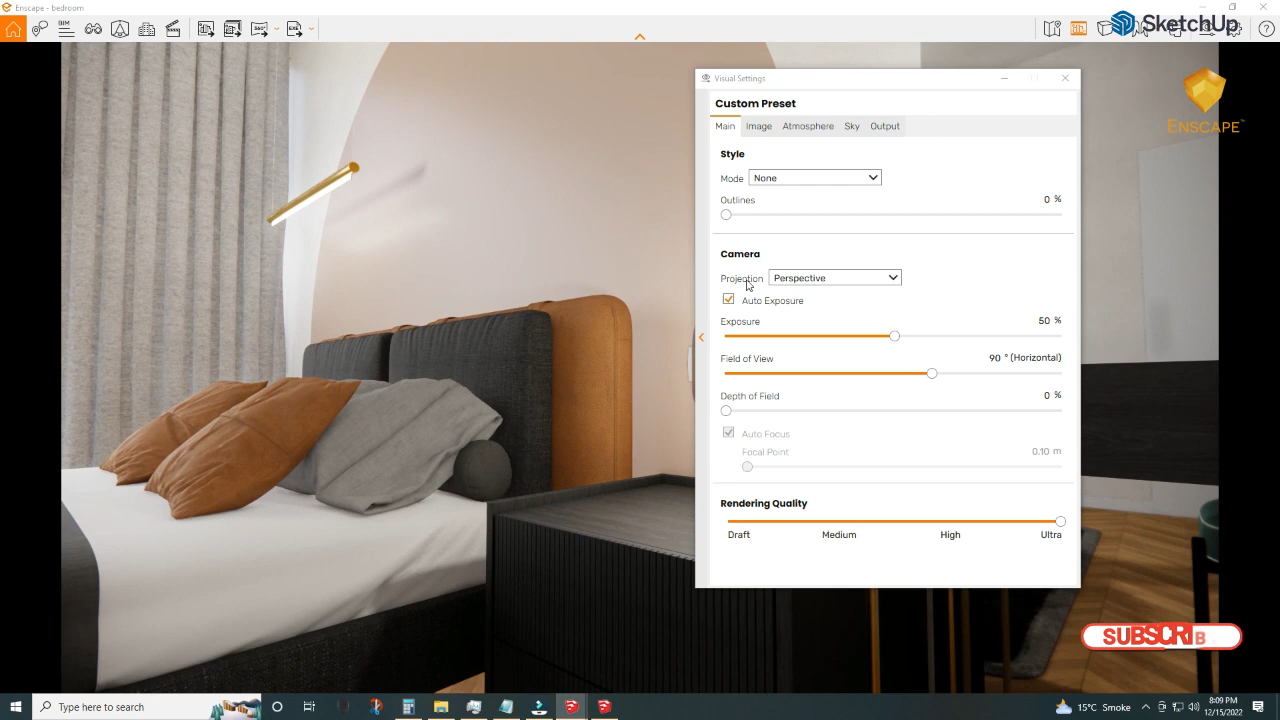 Enscape - bedroom
SketchUp
ENSCAPE™
Visual Settings
Custom Preset
Main Image Atmosphere Sky Output
Style
Mode None
Outlines 0 %
Camera
Projection Perspective
Auto Exposure
Exposure 50 %
Field of View 90 ° (Horizontal)
Depth of Field 0 %
Auto Focus
Focal Point 0.10 m
Rendering Quality
Draft Medium High Ultra
SUBSCRIB
Type here to search
15°C Smoke
8:09 PM
12/15/2022